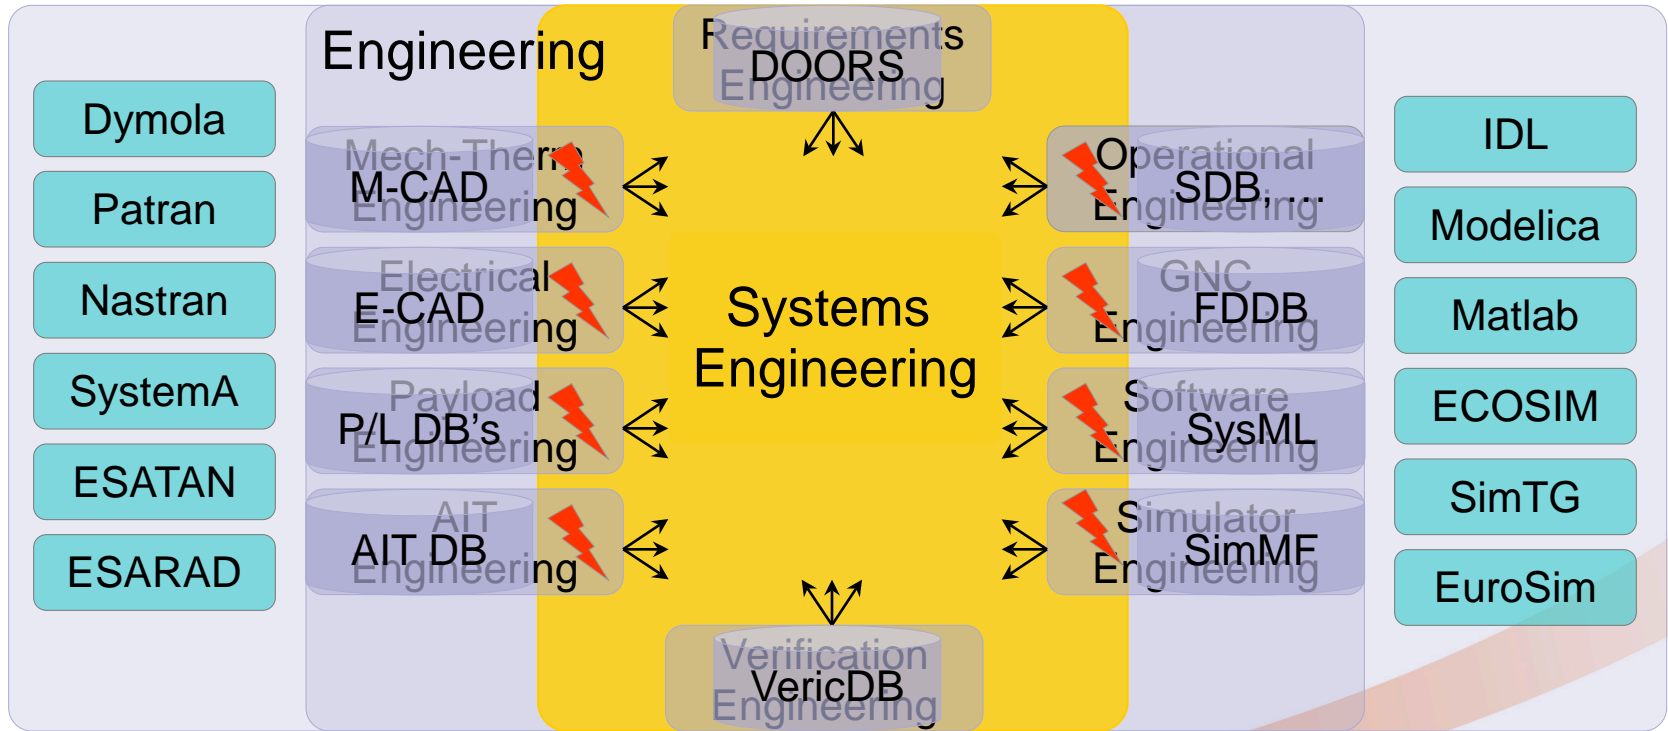 Engineering
Requirements
Engineering
DOORS
Dymola
Patran
Nastran
SystemA
ESATAN
ESARAD
Mech-Therm
Engineering
M-CAD
Electrical
Engineering
E-CAD
Payload
Engineering
P/L DB's
AIT
Engineering
AIT DB
Systems
Engineering
Operational
Engineering
SDB, ...
GNC
Engineering
FDDB
Software
Engineering
SysML
Simulator
Engineering
SimMF
Verification
Engineering
VericDB
IDL
Modelica
Matlab
ECOSIM
SimTG
EuroSim